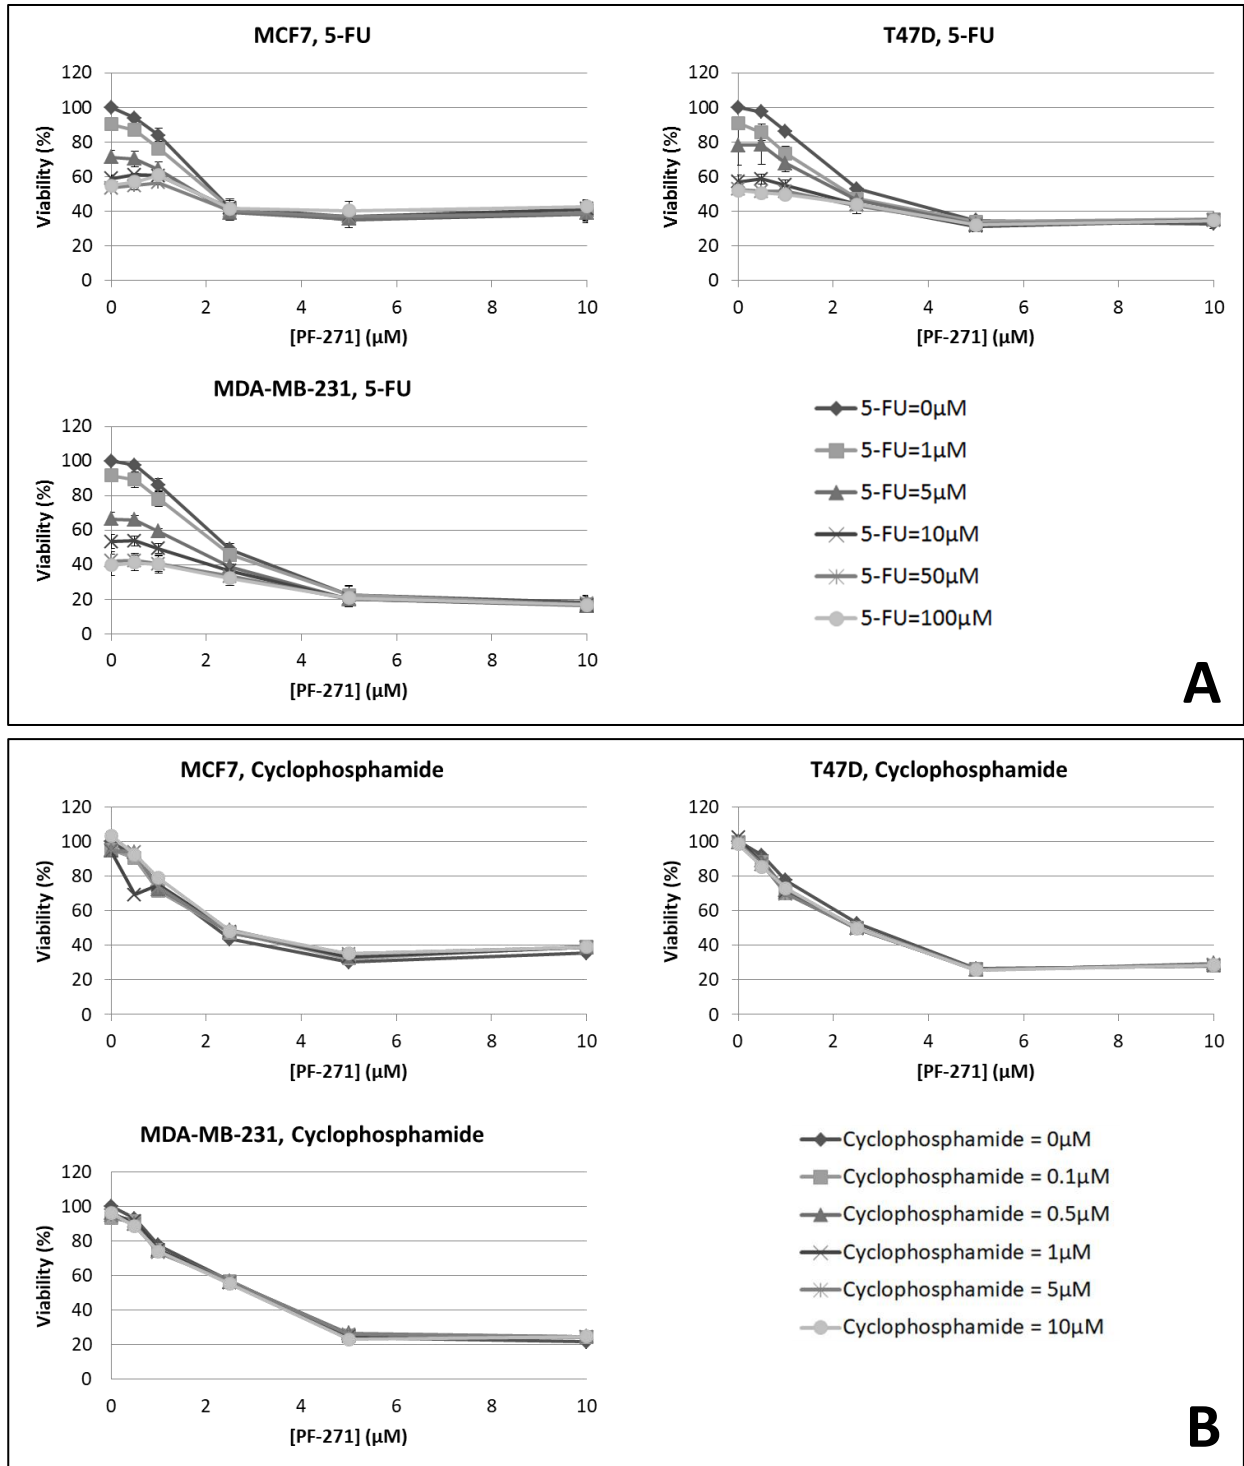 MCF7, 5-FU
120
100
80
60
40
20
0
Viability (%)
0 2 4 6 8 10
[PF-271] (µM)
T47D, 5-FU
120
100
80
60
40
20
0
Viability (%)
0 2 4 6 8 10
[PF-271] (µM)
MDA-MB-231, 5-FU
120
100
80
60
40
20
0
Viability (%)
0 2 4 6 8 10
[PF-271] (µM)
5-FU=0µM
5-FU=1µM
5-FU=5µM
5-FU=10µM
5-FU=50µM
5-FU=100µM
A
MCF7, Cyclophosphamide
120
100
80
60
40
20
0
Viability (%)
0 2 4 6 8 10
[PF-271] (µM)
T47D, Cyclophosphamide
120
100
80
60
40
20
0
Viability (%)
0 2 4 6 8 10
[PF-271] (µM)
MDA-MB-231, Cyclophosphamide
120
100
80
60
40
20
0
Viability (%)
0 2 4 6 8 10
[PF-271] (µM)
Cyclophosphamide = 0µM
Cyclophosphamide = 0.1µM
Cyclophosphamide = 0.5µM
Cyclophosphamide = 1µM
Cyclophosphamide = 5µM
Cyclophosphamide = 10µM
B